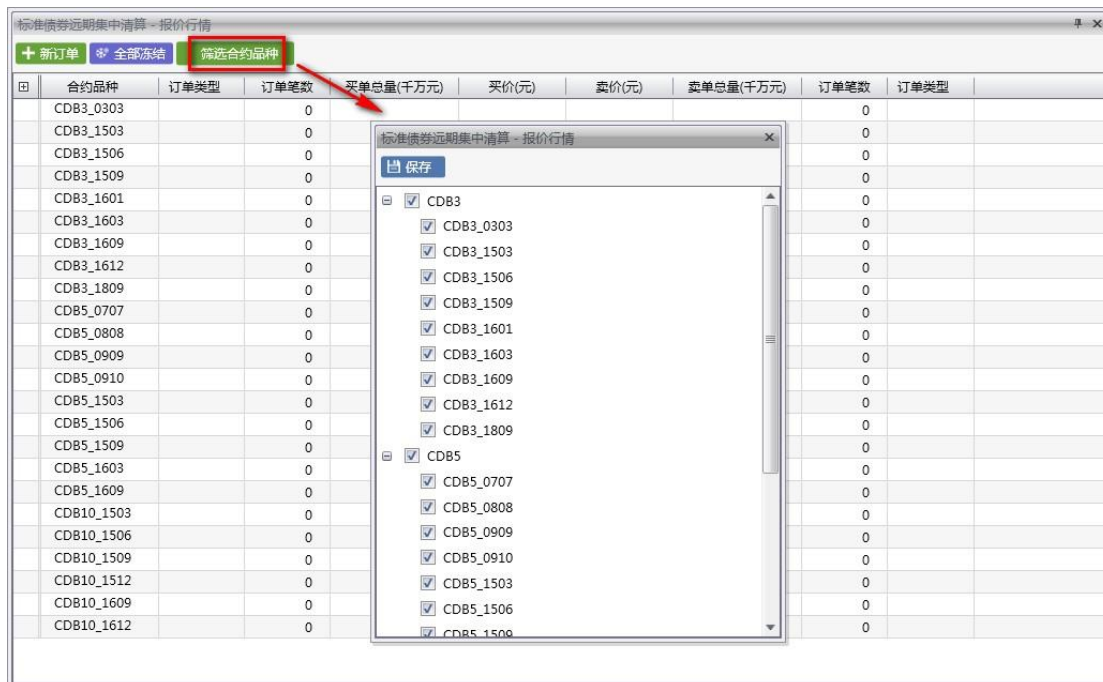 标准债券远期集中清算 - 报价行情
新订单 全部冻结 筛选合约品种
合约品种 订单类型 订单笔数 买单总量(千万元) 买价(元) 卖价(元) 卖单总量(千万元) 订单笔数 订单类型
CDB3_0303 0 0
CDB3_1503 0 0
CDB3_1506 0 0
CDB3_1509 0 0
CDB3_1601 0 0
CDB3_1603 0 0
CDB3_1609 0 0
CDB3_1612 0 0
CDB3_1809 0 0
CDB5_0707 0 0
CDB5_0808 0 0
CDB5_0909 0 0
CDB5_0910 0 0
CDB5_1503 0 0
CDB5_1506 0 0
CDB5_1509 0 0
CDB5_1603 0 0
CDB5_1609 0 0
CDB10_1503 0 0
CDB10_1506 0 0
CDB10_1509 0 0
CDB10_1512 0 0
CDB10_1609 0 0
CDB10_1612 0 0
标准债券远期集中清算 - 报价行情
保存
CDB3
CDB3_0303
CDB3_1503
CDB3_1506
CDB3_1509
CDB3_1601
CDB3_1603
CDB3_1609
CDB3_1612
CDB3_1809
CDB5
CDB5_0707
CDB5_0808
CDB5_0909
CDB5_0910
CDB5_1503
CDB5_1506
CDB5_1509